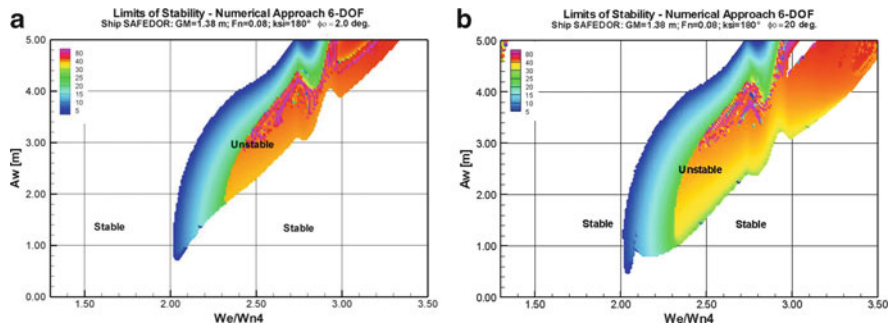 a
Limits of Stability - Numerical Approach 6-DOF
Ship SAFEDOR: GM=1.38 m; Fn=0.08; ksi=180° ϕo = 2.0 deg.
5.00
4.00
3.00
2.00
1.00
0.00
Aw [m]
80
40
35
30
25
20
15
10
5
Unstable
Stable
Stable
1.50
2.00
2.50
3.00
3.50
We/Wn4
b
Limits of Stability - Numerical Approach 6-DOF
Ship SAFEDOR: GM=1.38 m; Fn=0.08; ksi=180° ϕo =20 deg.
5.00
4.00
3.00
2.00
1.00
0.00
Aw [m]
80
40
35
30
25
20
15
10
5
Unstable
Stable
Stable
1.50
2.00
2.50
3.00
3.50
We/Wn4